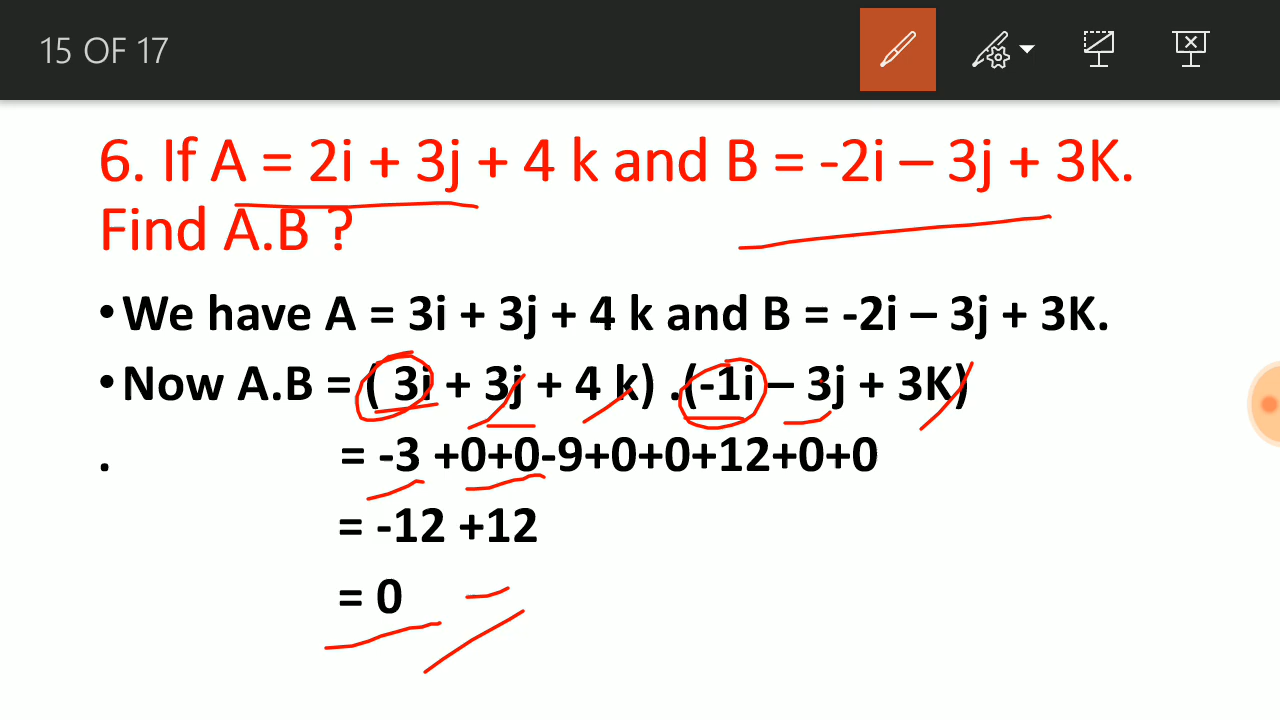 15 OF 17
6. If A = 2i + 3j + 4 k and B = -2i – 3j + 3K.
Find A.B ?
•We have A = 3i + 3j + 4 k and B = -2i – 3j + 3K.
•Now A.B = ( 3i + 3j + 4 k) .(-1i – 3j + 3K)
. = -3 +0+0-9+0+0+12+0+0
= -12 +12
= 0